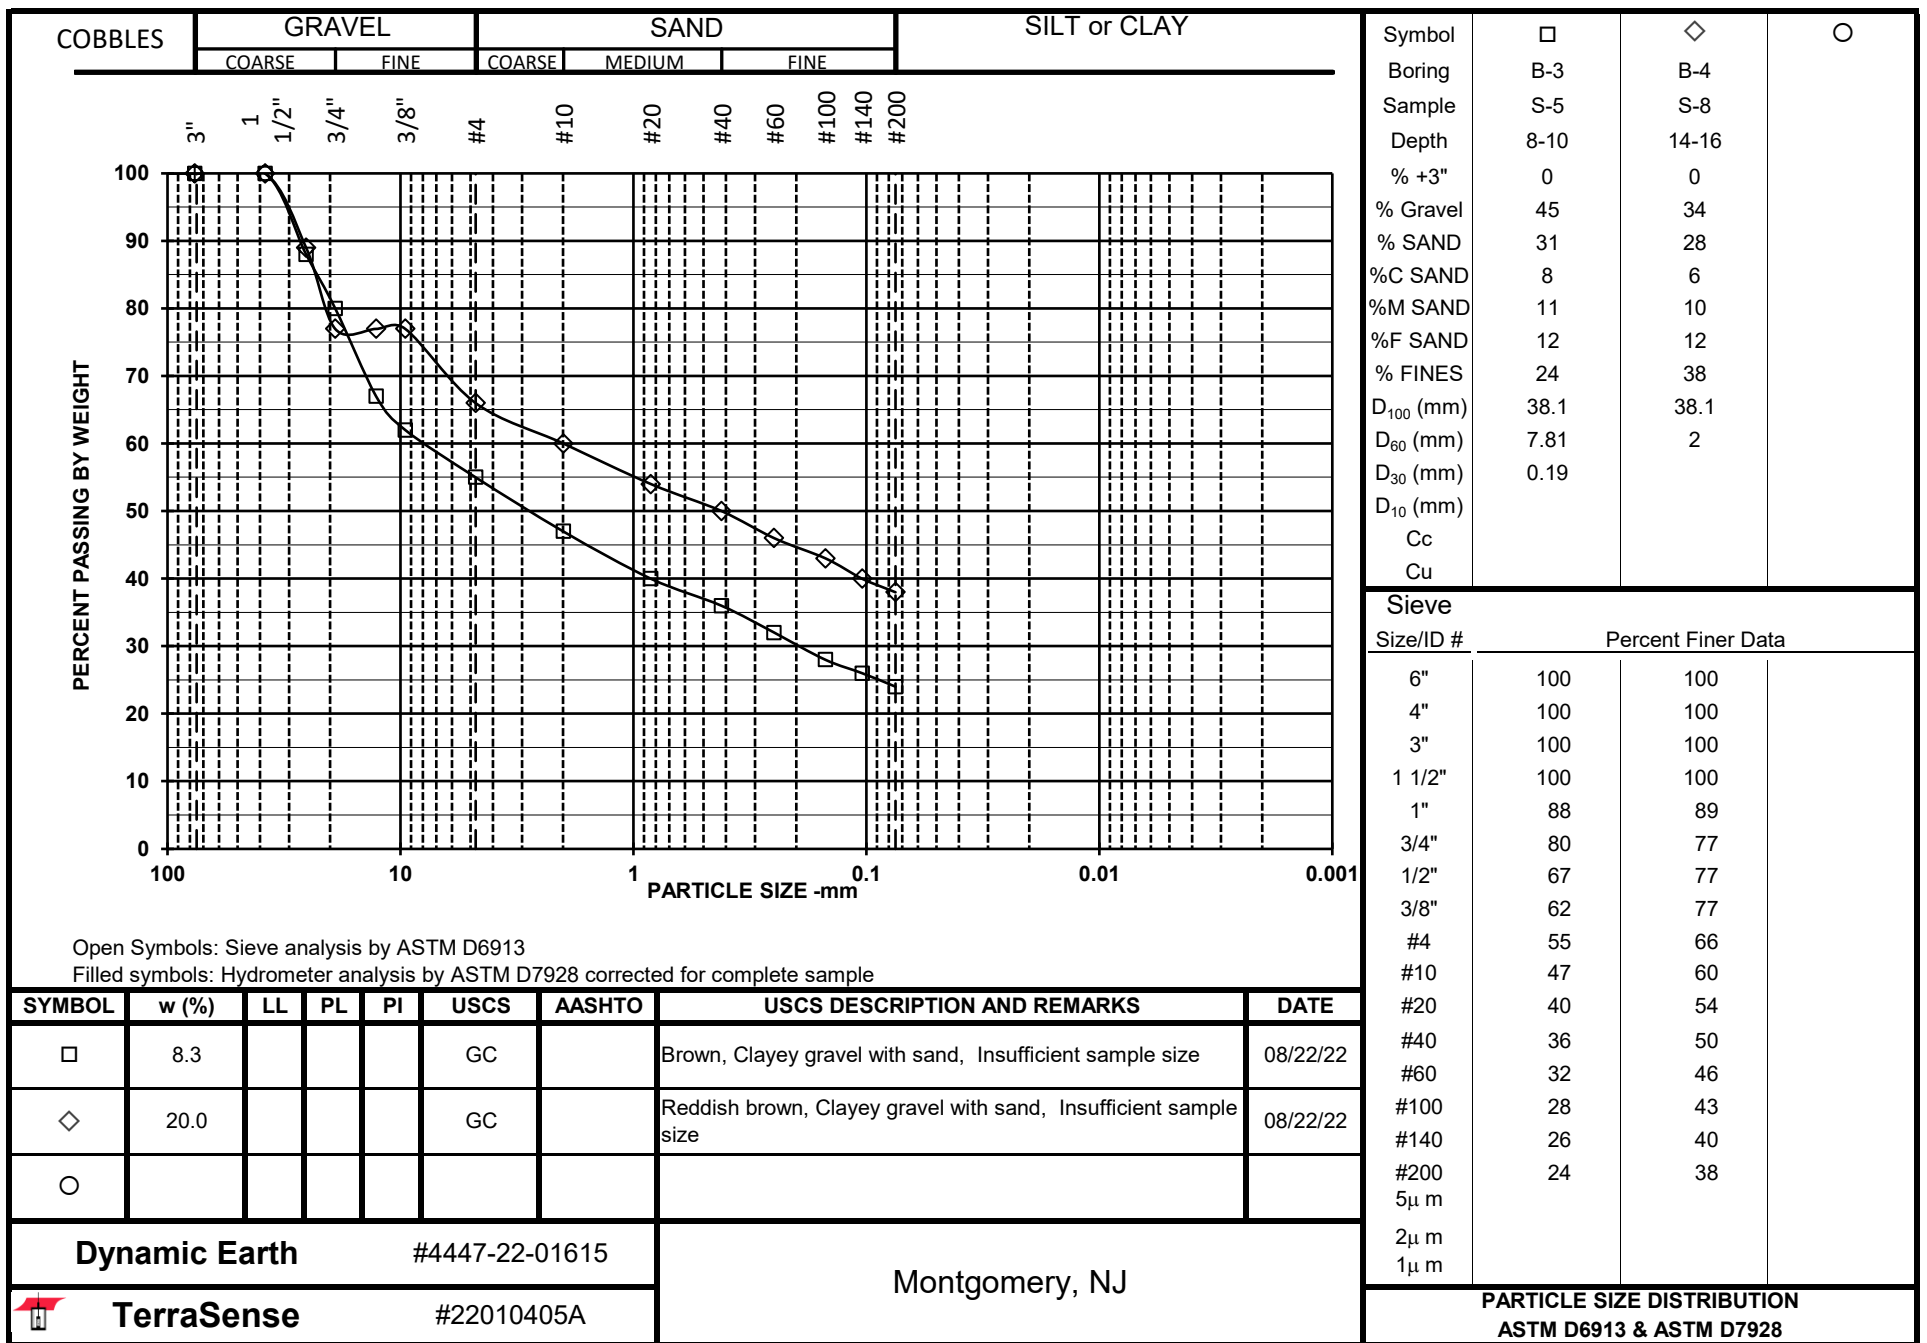 COBBLES GRAVEL SAND SILT or CLAY
COARSE FINE COARSE MEDIUM FINE
3" 1 1/2" 3/4" 3/8" #4 #10 #20 #40 #60 #100 #140 #200
100
90
80
70
60
50
40
30
20
10
0
PERCENT PASSING BY WEIGHT
100 10 1 0.1 0.01 0.001
PARTICLE SIZE -mm
Open Symbols: Sieve analysis by ASTM D6913
Filled symbols: Hydrometer analysis by ASTM D7928 corrected for complete sample
SYMBOL w (%) LL PL PI USCS AASHTO USCS DESCRIPTION AND REMARKS DATE
□ 8.3 GC Brown, Clayey gravel with sand, Insufficient sample size 08/22/22
◇ 20.0 GC Reddish brown, Clayey gravel with sand, Insufficient sample
size 08/22/22
○
Dynamic Earth #4447-22-01615
TerraSense #22010405A
Montgomery, NJ
Symbol □ ◇ ○
Boring B-3 B-4
Sample S-5 S-8
Depth 8-10 14-16
% +3" 0 0
% Gravel 45 34
% SAND 31 28
%C SAND 8 6
%M SAND 11 10
%F SAND 12 12
% FINES 24 38
D100 (mm) 38.1 38.1
D60 (mm) 7.81 2
D30 (mm) 0.19
D10 (mm)
Cc
Cu
Sieve
Size/ID # Percent Finer Data
6" 100 100
4" 100 100
3" 100 100
1 1/2" 100 100
1" 88 89
3/4" 80 77
1/2" 67 77
3/8" 62 77
#4 55 66
#10 47 60
#20 40 54
#40 36 50
#60 32 46
#100 28 43
#140 26 40
#200 24 38
5µ m
2µ m
1µ m
PARTICLE SIZE DISTRIBUTION
ASTM D6913 & ASTM D7928